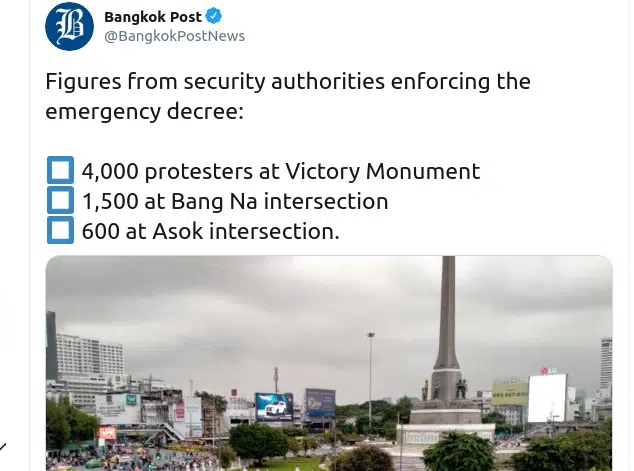 Bangkok Post
@BangkokPostNews
Figures from security authorities enforcing the
emergency decree:
4,000 protesters at Victory Monument
1,500 at Bang Na intersection
600 at Asok intersection.
LG